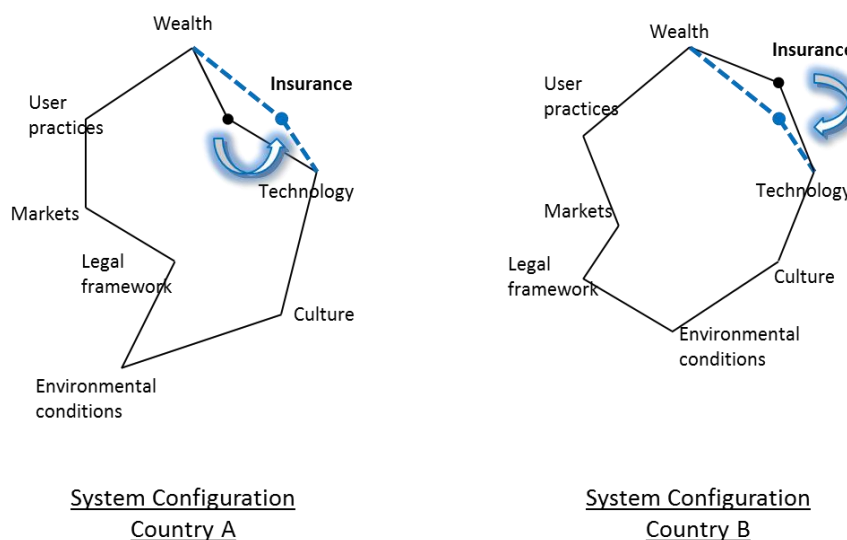 Wealth
Insurance
User
practices
Technology
Markets
Legal
framework
Culture
Environmental
conditions
System Configuration
Country A
Wealth
Insurance
User
practices
Technology
Markets
Legal
framework
Culture
Environmental
conditions
System Configuration
Country B